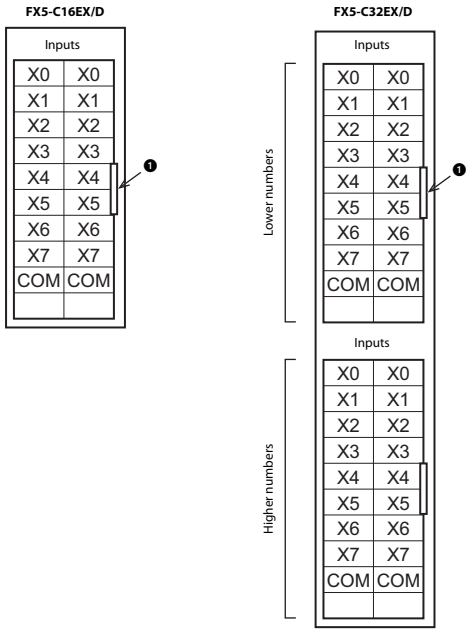 FX5-C16EX/D
Inputs
X0 X0
X1 X1
X2 X2
X3 X3
X4 X4
X5 X5
X6 X6
X7 X7
COM COM
❶
FX5-C32EX/D
Lower numbers
Inputs
X0 X0
X1 X1
X2 X2
X3 X3
X4 X4
X5 X5
X6 X6
X7 X7
COM COM
❶
Higher numbers
Inputs
X0 X0
X1 X1
X2 X2
X3 X3
X4 X4
X5 X5
X6 X6
X7 X7
COM COM